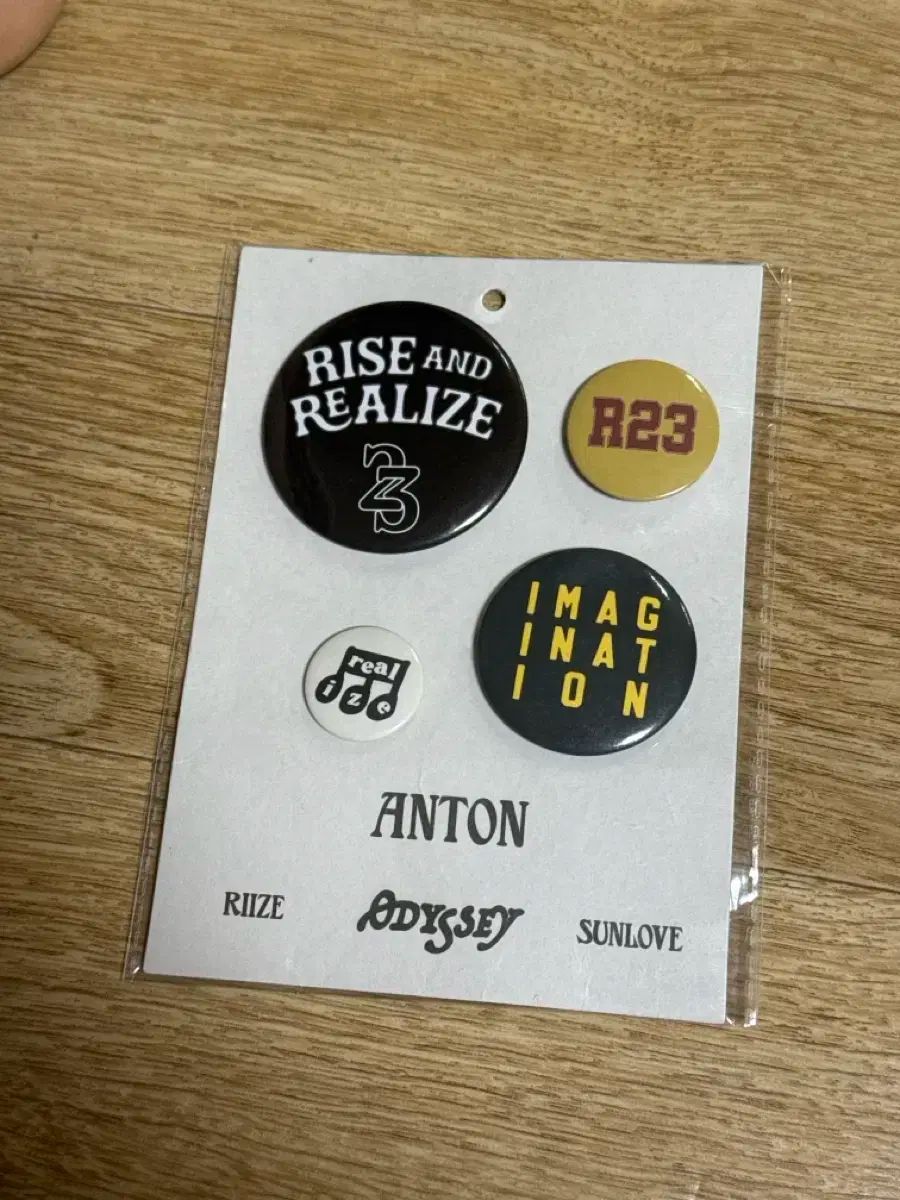 RISE AND
REALIZE
23
R23
IMAG
INAT
ION
real
ize
ANTON
RIIZE
ODYSSEY
SUNLOVE